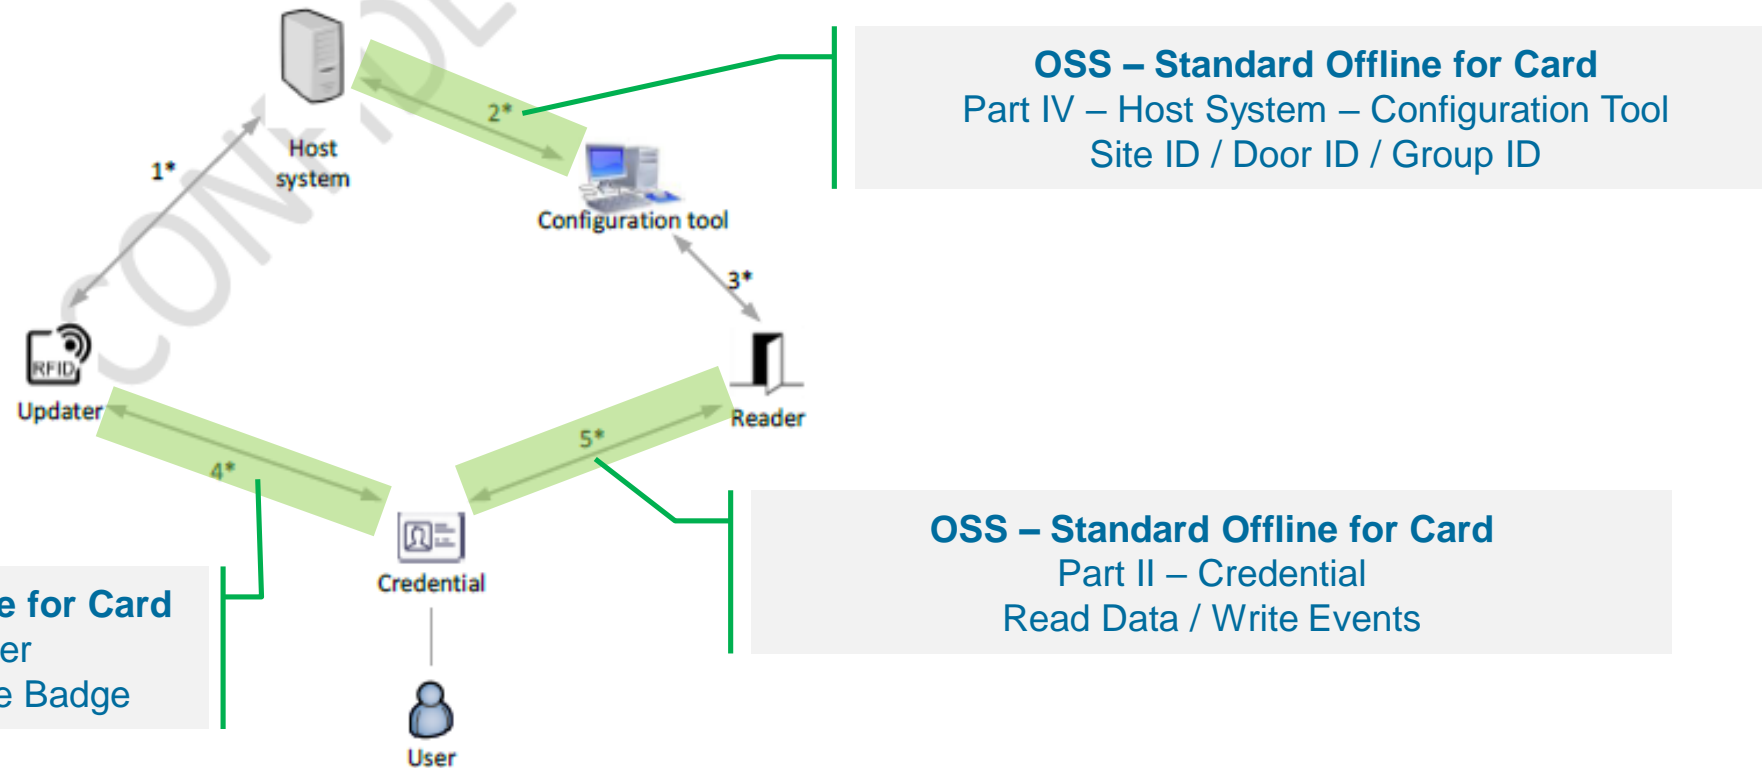 OSS – Standard Offline for Card
Part IV – Host System – Configuration Tool
Site ID / Door ID / Group ID
2*
Host
system
1*
Configuration tool
3*
RFID
Updater
Reader
5*
4*
OSS – Standard Offline for Card
Part II – Credential
Read Data / Write Events
Credential
e for Card
er
e Badge
User